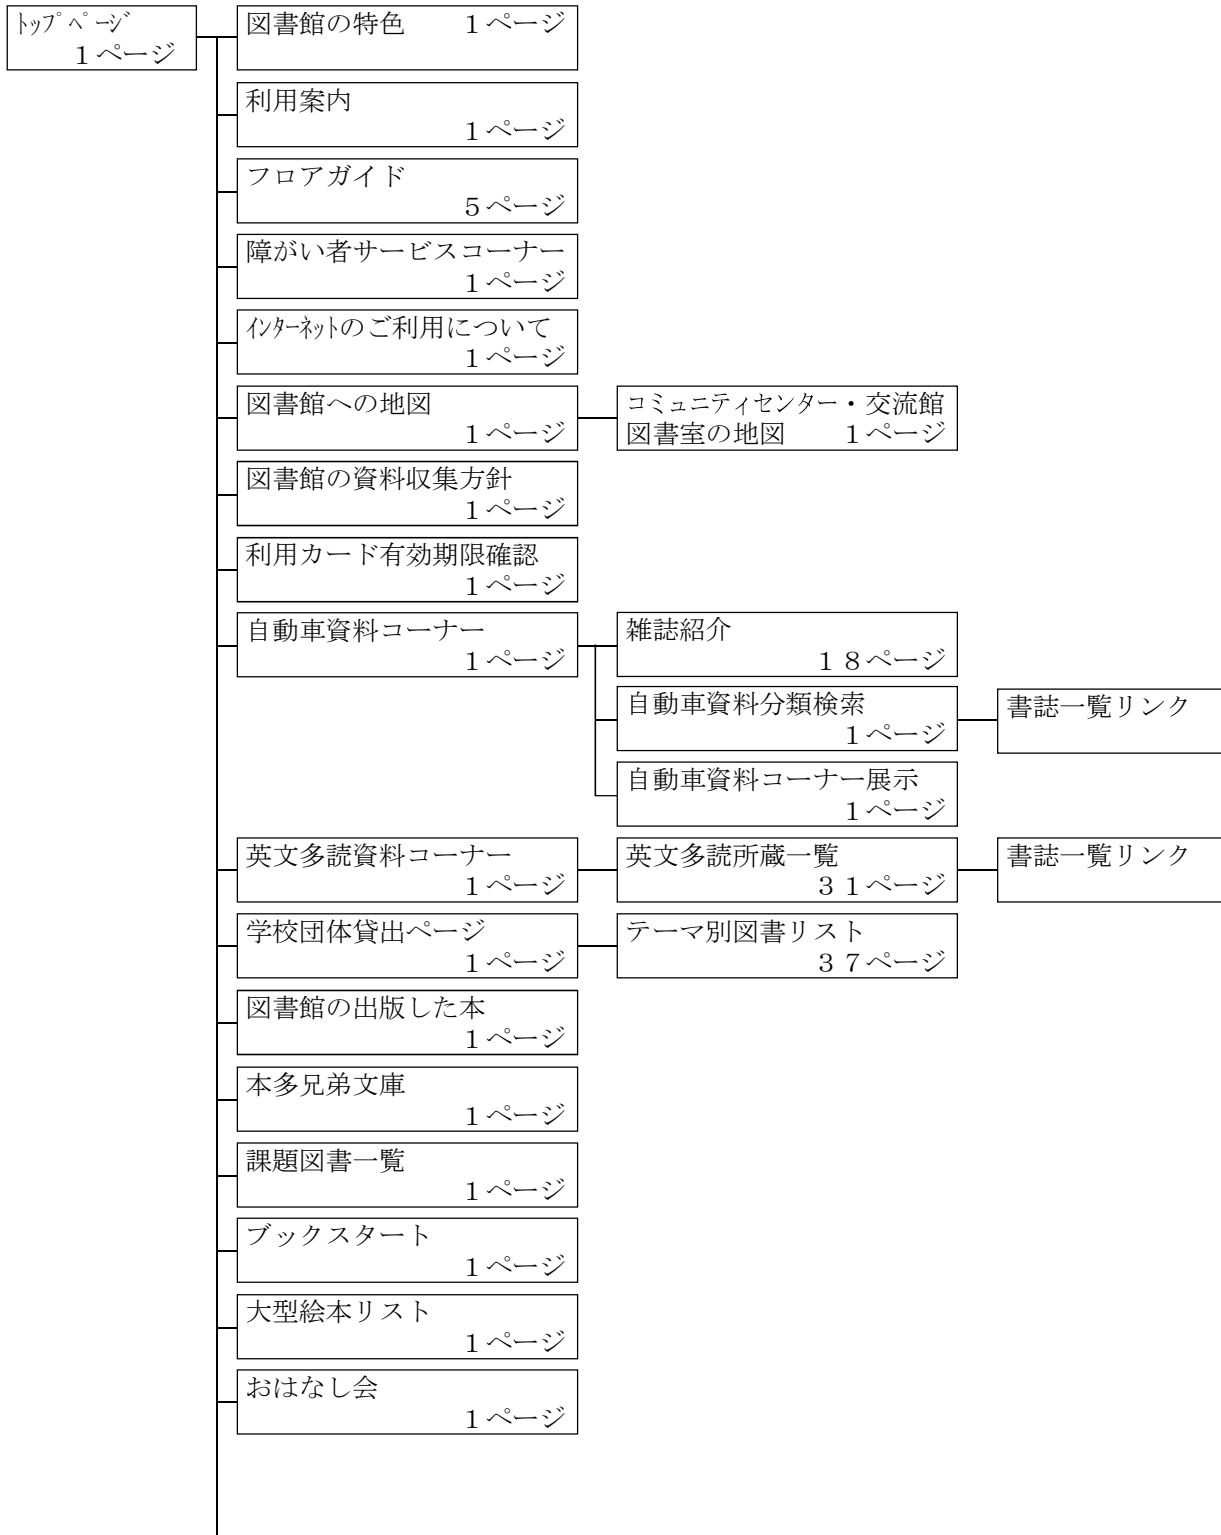 トップページ
１ページ
図書館の特色　　１ページ
利用案内
１ページ
フロアガイド
５ページ
障がい者サービスコーナー
１ページ
インターネットのご利用について
１ページ
図書館への地図
１ページ
コミュニティセンター・交流館
図書室の地図　　１ページ
図書館の資料収集方針
１ページ
利用カード有効期限確認
１ページ
自動車資料コーナー
１ページ
雑誌紹介
１８ページ
自動車資料分類検索
１ページ
書誌一覧リンク
自動車資料コーナー展示
１ページ
英文多読資料コーナー
１ページ
英文多読所蔵一覧
３１ページ
書誌一覧リンク
学校団体貸出ページ
１ページ
テーマ別図書リスト
３７ページ
図書館の出版した本
１ページ
本多兄弟文庫
１ページ
課題図書一覧
１ページ
ブックスタート
１ページ
大型絵本リスト
１ページ
おはなし会
１ページ